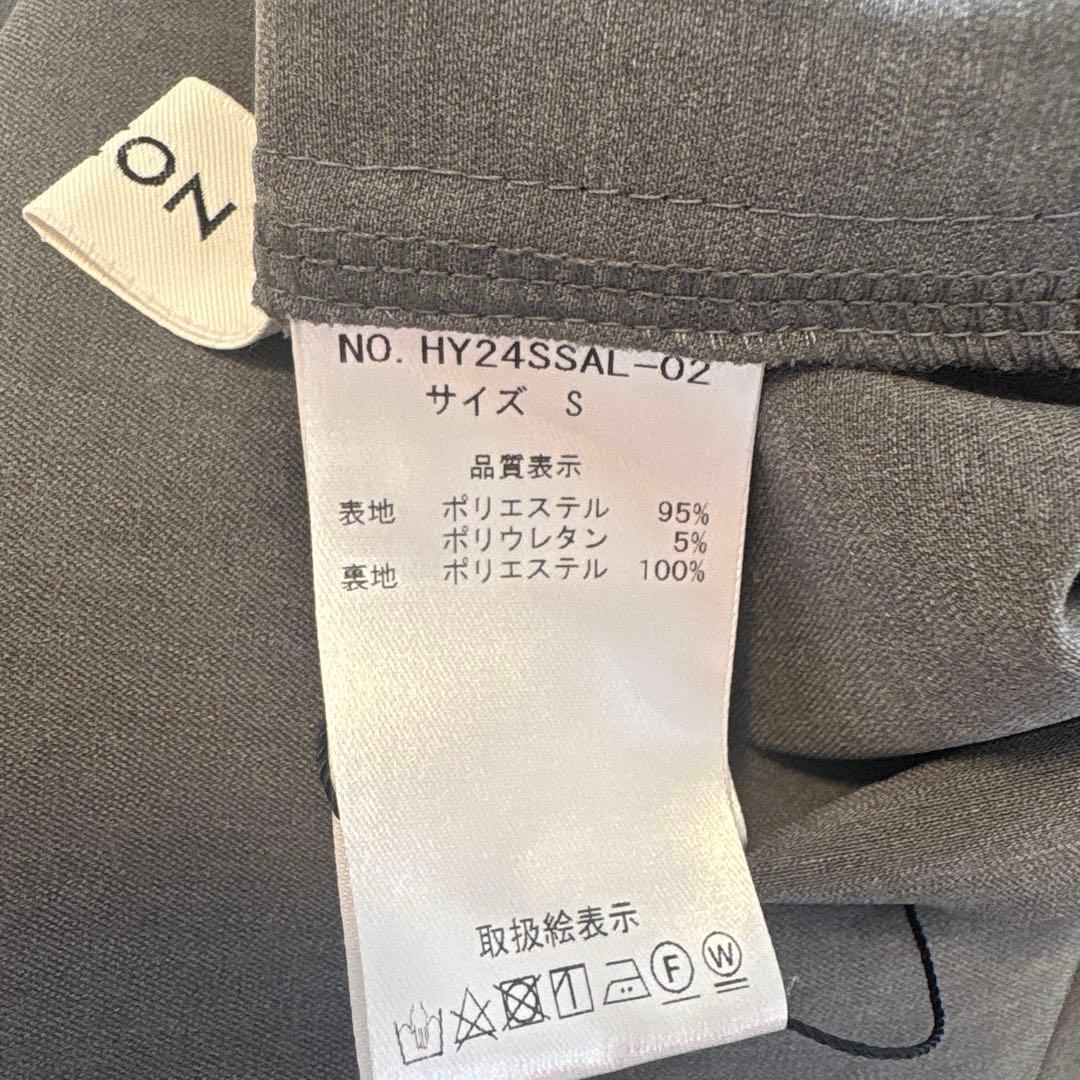 ON
NO. HY24SSAL-02
サイズ S
品質表示
表地 ポリエステル 95%
ポリウレタン 5%
裏地 ポリエステル 100%
取扱絵表示
F W